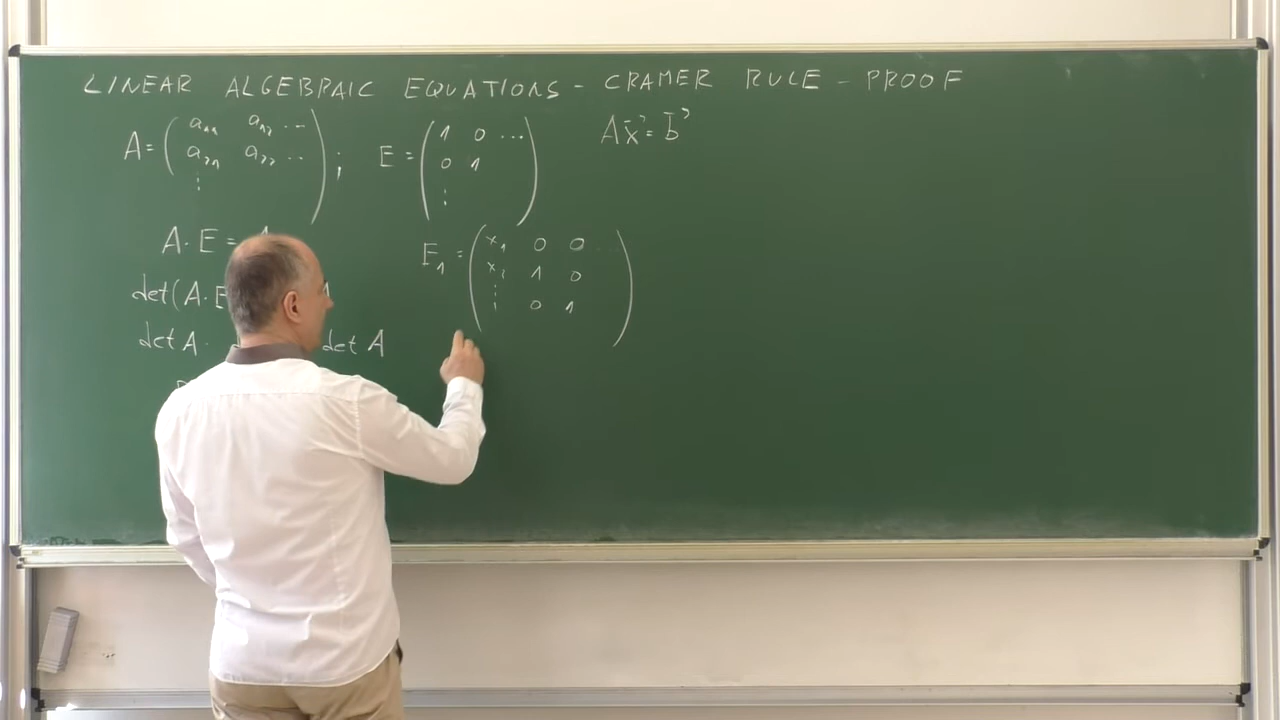 LINEAR ALGEBRAIC EQUATIONS - CRAMER RULE - PROOF
A = ( a₁₁ a₁₂ ... ; E = ( 1 0 ... ) A x⃗ = b⃗
a₂₁ a₂₂ .. 0 1
⋮ ) ⋮
A · E = E₁ = ( x₁ 0 0
det(A · E x₂ 1 0
⋮ 0 1 )
det A · det A